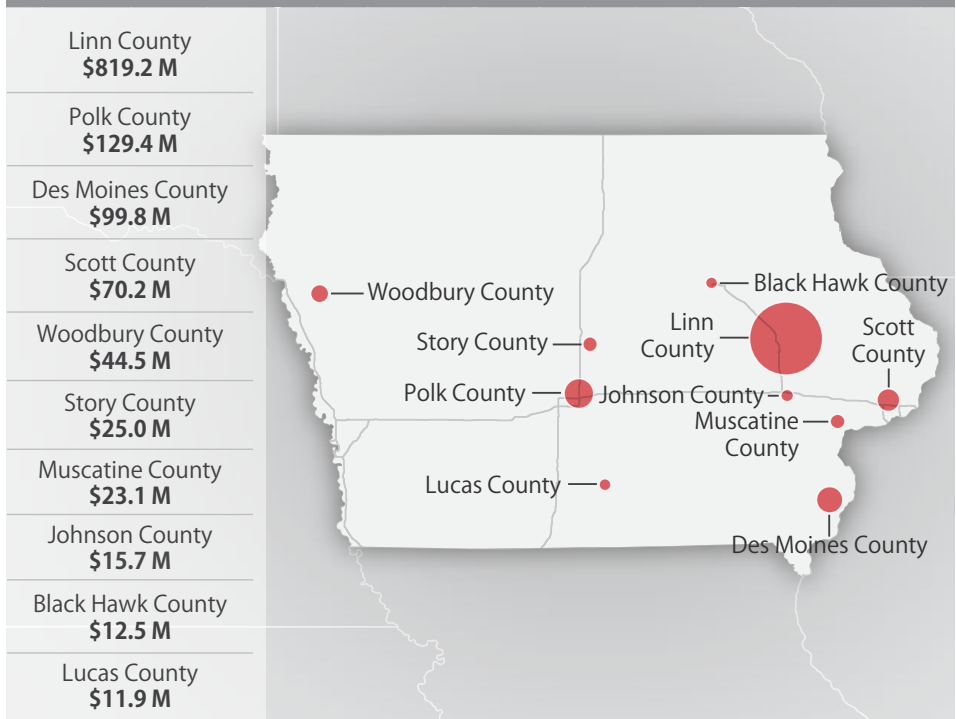 Linn County
$819.2 M
Polk County
$129.4 M
Des Moines County
$99.8 M
Scott County
$70.2 M
Woodbury County
$44.5 M
Story County
$25.0 M
Muscatine County
$23.1 M
Johnson County
$15.7 M
Black Hawk County
$12.5 M
Lucas County
$11.9 M
Black Hawk County
Woodbury County
Linn
County
Scott
County
Story County
Polk County
Johnson County
Muscatine
County
Lucas County
Des Moines County